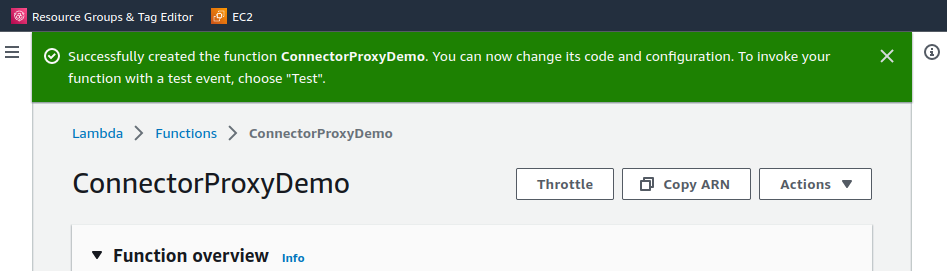 Resource Groups & Tag Editor EC2
Successfully created the function ConnectorProxyDemo. You can now change its code and configuration. To invoke your
function with a test event, choose "Test".
Lambda > Functions > ConnectorProxyDemo
ConnectorProxyDemo Throttle Copy ARN Actions
Function overview Info